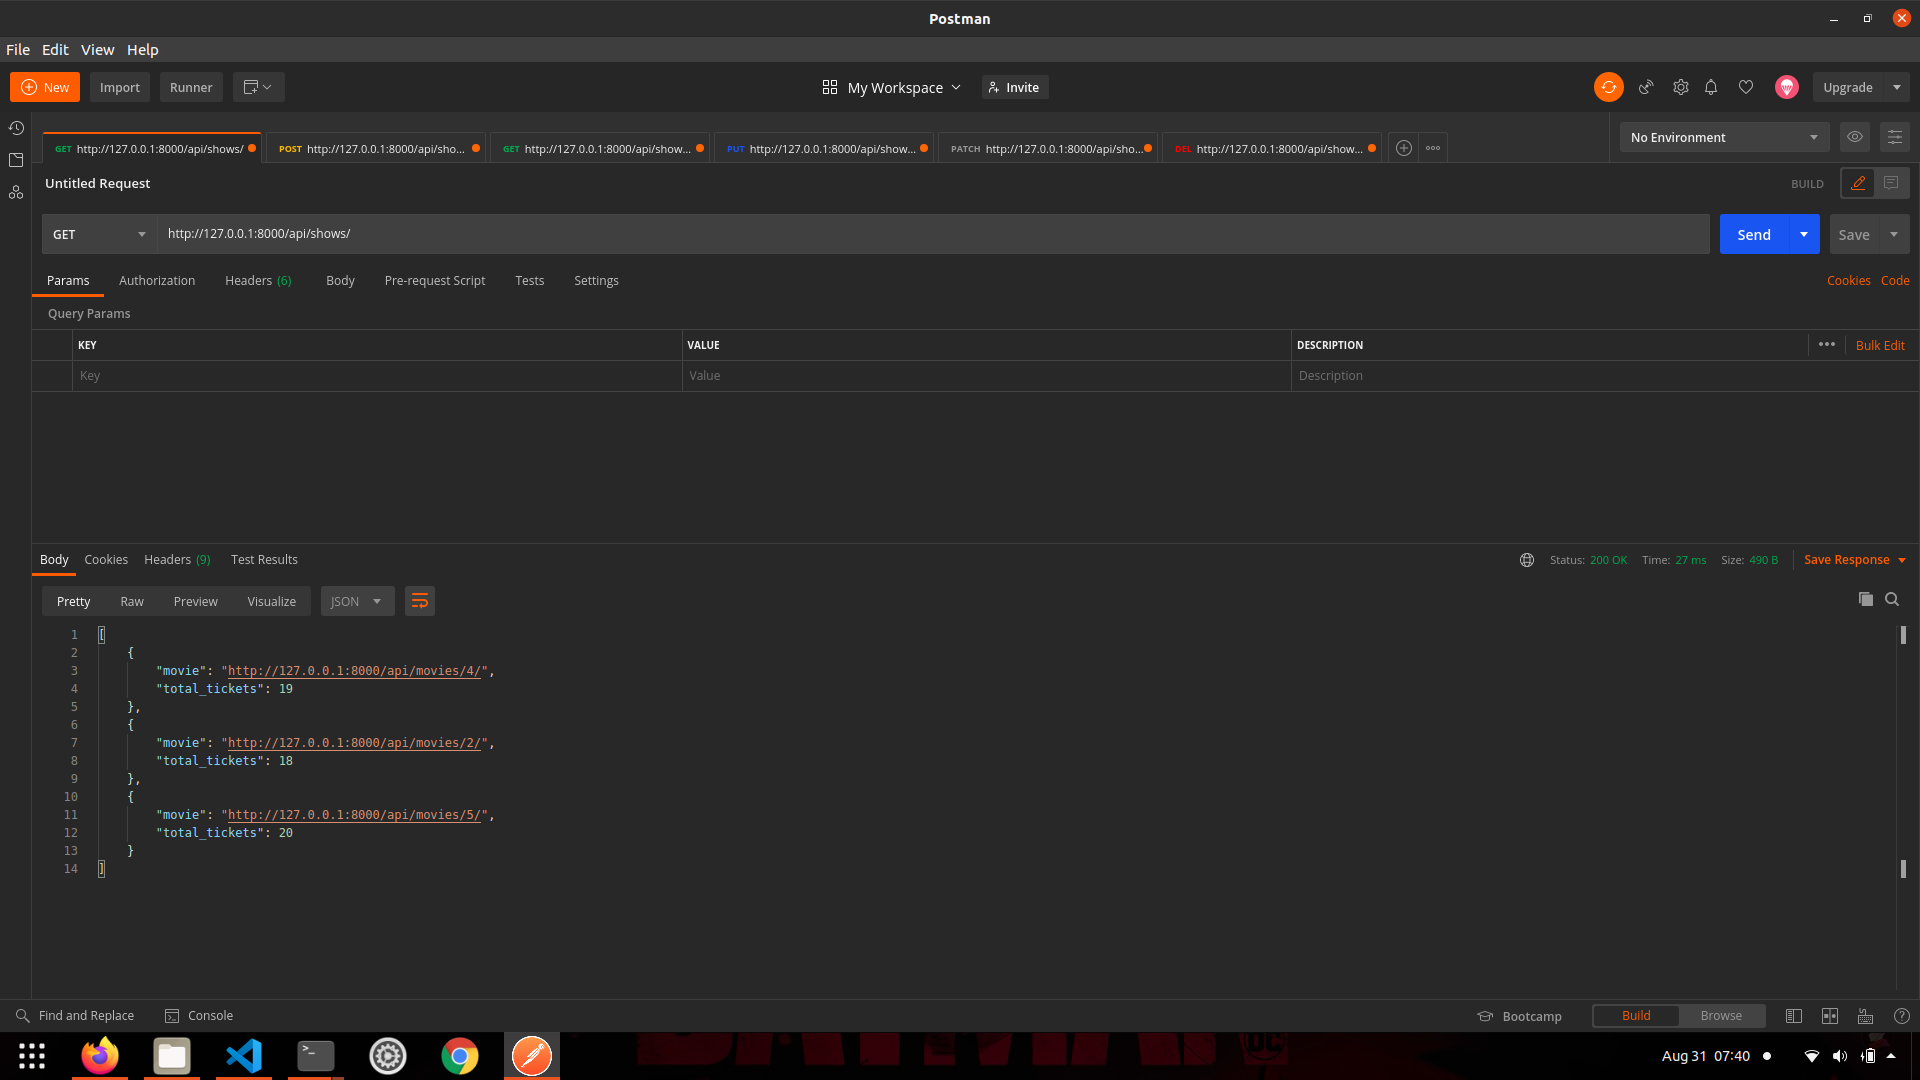 Postman
File Edit View Help
New Import Runner My Workspace Invite Upgrade
GET http://127.0.0.1:8000/api/shows/ POST http://127.0.0.1:8000/api/sho... GET http://127.0.0.1:8000/api/show... PUT http://127.0.0.1:8000/api/show... PATCH http://127.0.0.1:8000/api/sho... DEL http://127.0.0.1:8000/api/show... No Environment
Untitled Request BUILD
GET http://127.0.0.1:8000/api/shows/ Send Save
Params Authorization Headers (6) Body Pre-request Script Tests Settings Cookies Code
Query Params
KEY VALUE DESCRIPTION Bulk Edit
Key Value Description
Body Cookies Headers (9) Test Results Status: 200 OK Time: 27 ms Size: 490 B Save Response
Pretty Raw Preview Visualize JSON
1 [
2 {
3 "movie": "http://127.0.0.1:8000/api/movies/4/",
4 "total_tickets": 19
5 },
6 {
7 "movie": "http://127.0.0.1:8000/api/movies/2/",
8 "total_tickets": 18
9 },
10 {
11 "movie": "http://127.0.0.1:8000/api/movies/5/",
12 "total_tickets": 20
13 }
14 ]
Find and Replace Console Bootcamp Build Browse
Aug 31 07:40